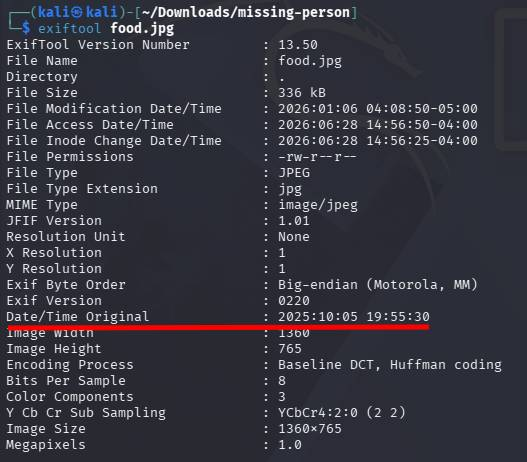 ┌──(kali㉿kali)-[~/Downloads/missing-person]
└─$ exiftool food.jpg
ExifTool Version Number : 13.50
File Name : food.jpg
Directory : .
File Size : 336 kB
File Modification Date/Time : 2026:01:06 04:08:50-05:00
File Access Date/Time : 2026:06:28 14:56:50-04:00
File Inode Change Date/Time : 2026:06:28 14:56:25-04:00
File Permissions : -rw-r--r--
File Type : JPEG
File Type Extension : jpg
MIME Type : image/jpeg
JFIF Version : 1.01
Resolution Unit : None
X Resolution : 1
Y Resolution : 1
Exif Byte Order : Big-endian (Motorola, MM)
Exif Version : 0220
Date/Time Original : 2025:10:05 19:55:30
Image Width : 1360
Image Height : 765
Encoding Process : Baseline DCT, Huffman coding
Bits Per Sample : 8
Color Components : 3
Y Cb Cr Sub Sampling : YCbCr4:2:0 (2 2)
Image Size : 1360×765
Megapixels : 1.0